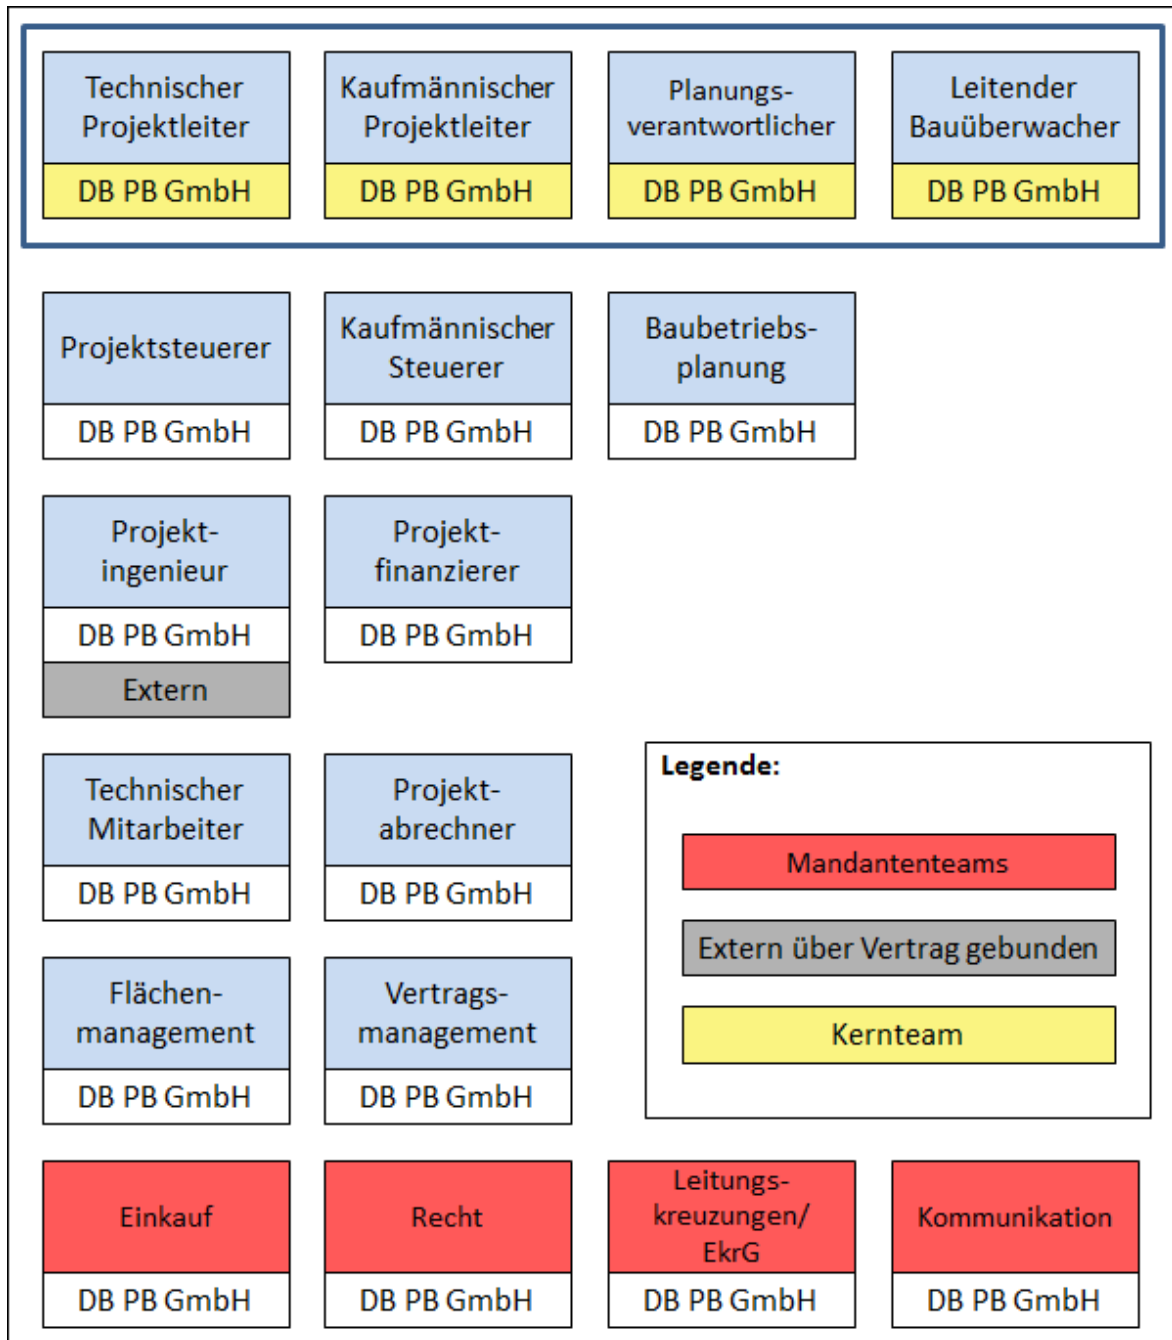 Technischer
Projektleiter
DB PB GmbH
Kaufmännischer
Projektleiter
DB PB GmbH
Planungs-
verantwortlicher
DB PB GmbH
Leitender
Bauüberwacher
DB PB GmbH
Projektsteuerer
DB PB GmbH
Kaufmännischer
Steuerer
DB PB GmbH
Baubetriebs-
planung
DB PB GmbH
Projekt-
ingenieur
DB PB GmbH
Extern
Projekt-
finanzierer
DB PB GmbH
Technischer
Mitarbeiter
DB PB GmbH
Projekt-
abrechner
DB PB GmbH
Flächen-
management
DB PB GmbH
Vertrags-
management
DB PB GmbH
Legende:
Mandantenteams
Extern über Vertrag gebunden
Kernteam
Einkauf
DB PB GmbH
Recht
DB PB GmbH
Leitungs-
kreuzungen/
EkrG
DB PB GmbH
Kommunikation
DB PB GmbH